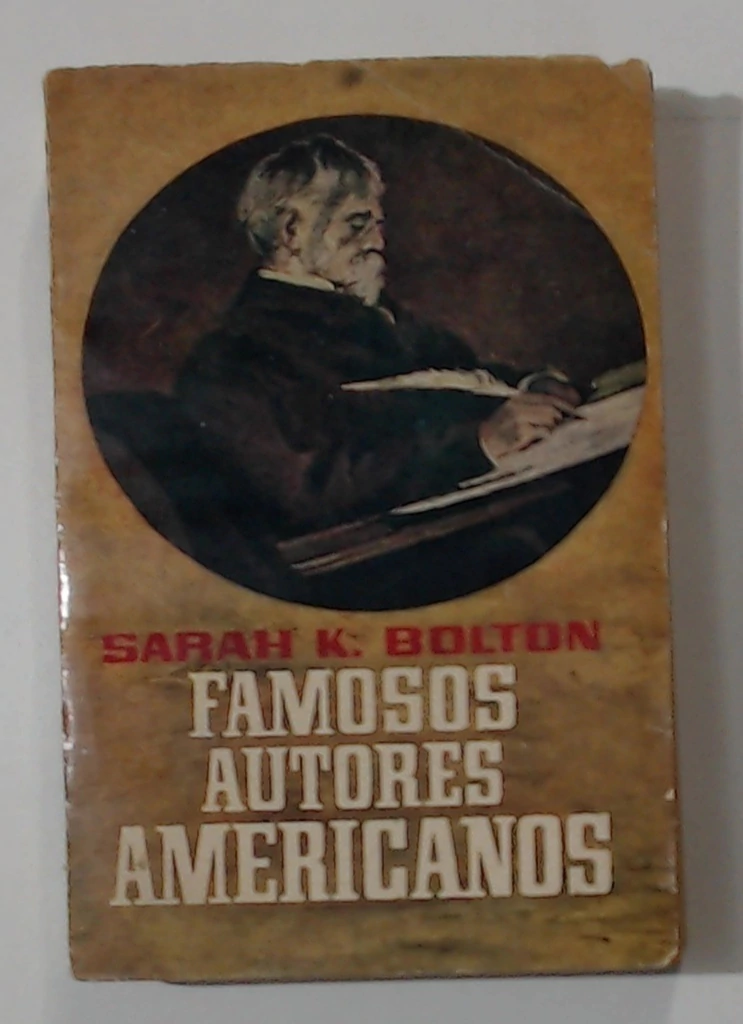 SARAH K. BOLTON
FAMOSOS
AUTORES
AMERICANOS